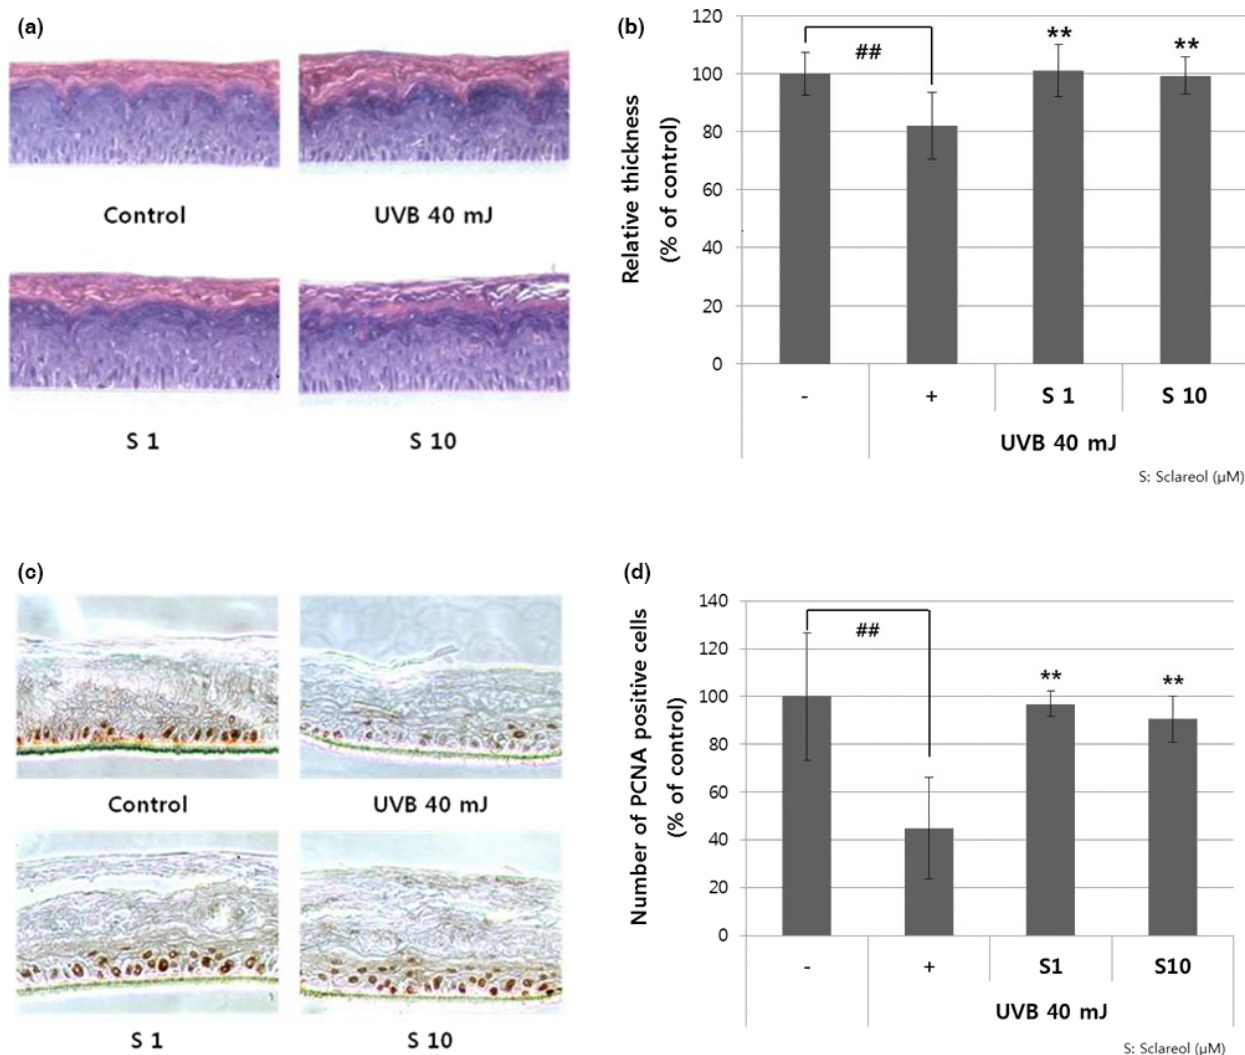 (a)
Control
UVB 40 mJ
S 1
S 10
(b)
Relative thickness
(% of control)
120
100
80
60
40
20
0
##
**
**
-
+
S 1
S 10
UVB 40 mJ
S: Sclareol (μM)
(c)
Control
UVB 40 mJ
S 1
S 10
(d)
Number of PCNA positive cells
(% of control)
140
120
100
80
60
40
20
0
##
**
**
-
+
S1
S10
UVB 40 mJ
S: Sclareol (μM)